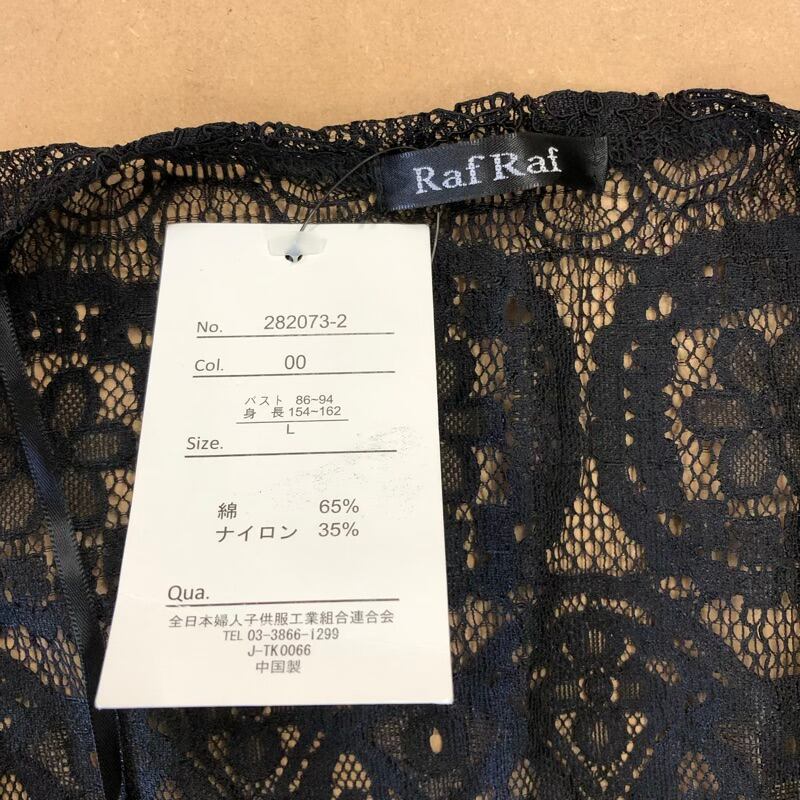 Raf Raf
No. 282073-2
Col. 00
バスト 86~94
身 長 154~162
Size. L
綿 65%
ナイロン 35%
Qua.
全日本婦人子供服工業組合連合会
TEL 03-3866-1299
J-TK0066
中国製